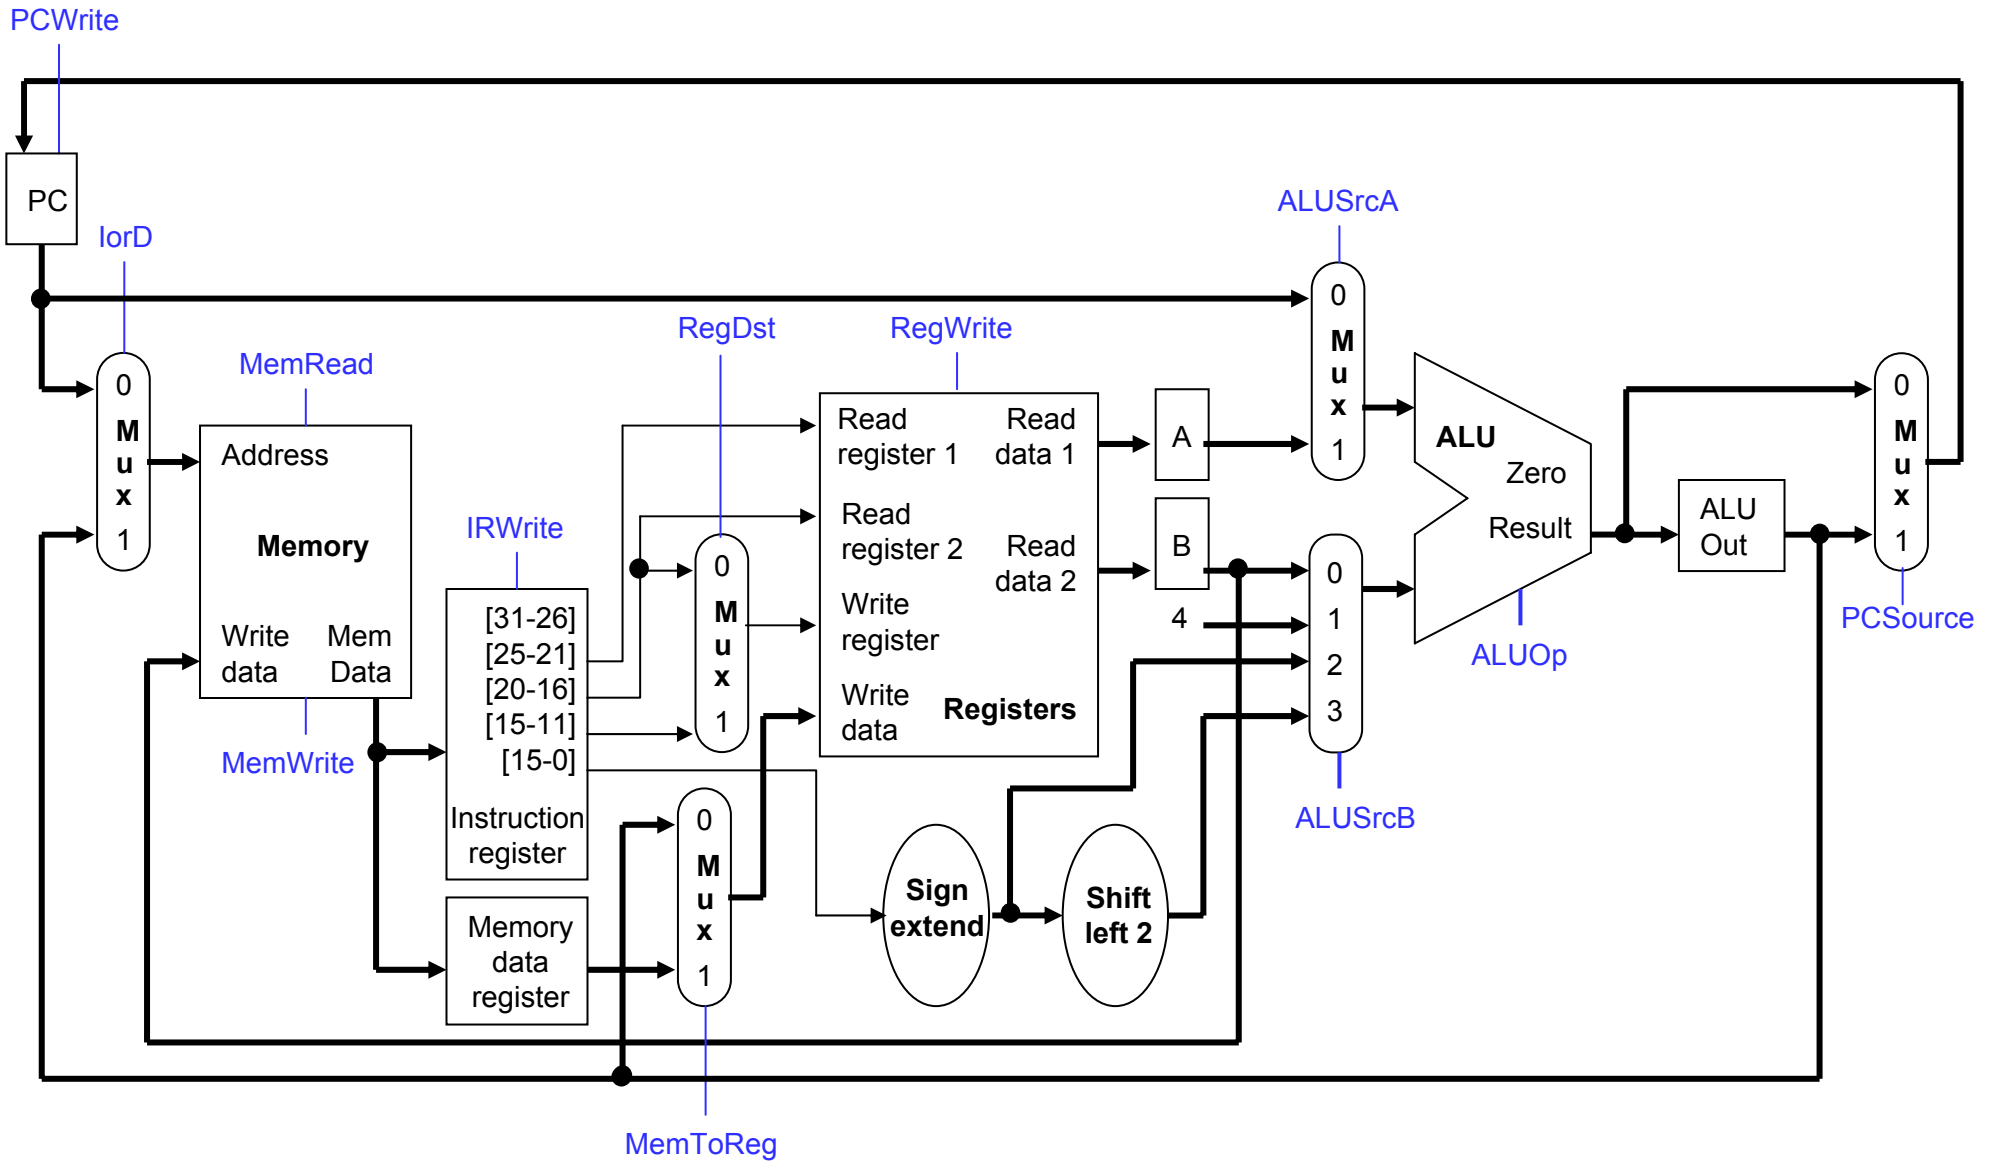 PCWrite
PC
IorD
0
M
u
x
1
MemRead
Address
Memory
Write
data
Mem
Data
MemWrite
IRWrite
[31-26]
[25-21]
[20-16]
[15-11]
[15-0]
Instruction
register
Memory
data
register
RegDst
0
M
u
x
1
0
M
u
x
1
MemToReg
RegWrite
Read
register 1
Read
data 1
Read
register 2
Read
data 2
Write
register
Write
data
Registers
Sign
extend
Shift
left 2
A
B
4
ALUSrcA
0
M
u
x
1
0
1
2
3
ALUSrcB
ALU
Zero
Result
ALUOp
ALU
Out
0
M
u
x
1
PCSource